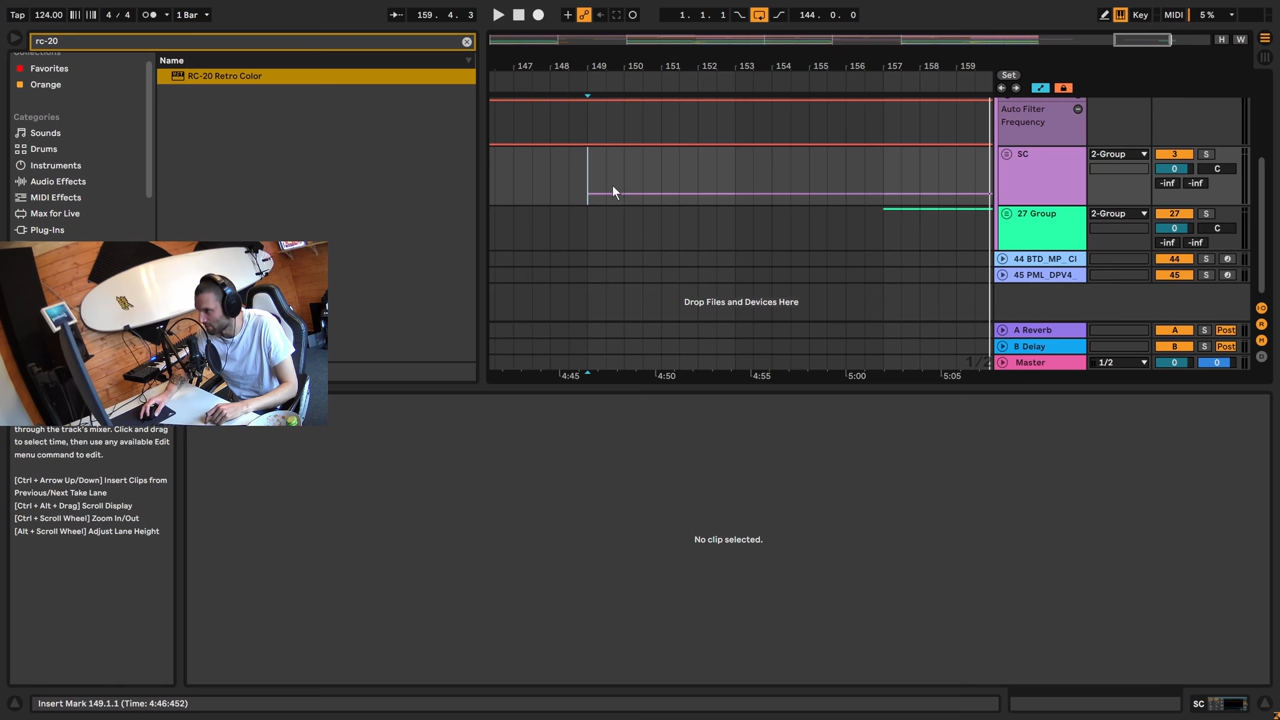 Tap 124.00 4 / 4 1 Bar 159 . 4 . 3 1 . 1 . 1 144 . 0 . 0 Key MIDI 5 %
rc-20
H W
Collections
Favorites
Orange
Name
RC-20 Retro Color
147 148 149 150 151 152 153 154 155 156 157 158 159
Set
Auto Filter
Frequency
Categories
Sounds
Drums
Instruments
Audio Effects
MIDI Effects
Max for Live
Plug-Ins
SC 2-Group 3 S
0 C
-inf -inf
27 Group 2-Group 27 S
0 C
-inf -inf
44 BTD_MP_ Cl 44 S
45 PML_DPV4_ 45 S
Drop Files and Devices Here
A Reverb A S Post
B Delay B S Post
1/2 Master 1/2 0 0
4:45 4:50 4:55 5:00 5:05
through the track's mixer. Click and drag
to select time, then use any available Edit
menu command to edit.
[Ctrl + Arrow Up/Down] Insert Clips from
Previous/Next Take Lane
[Ctrl + Alt + Drag] Scroll Display
[Ctrl + Scroll Wheel] Zoom In/Out
[Alt + Scroll Wheel] Adjust Lane Height
No clip selected.
Insert Mark 149.1.1 (Time: 4:46:452)
SC